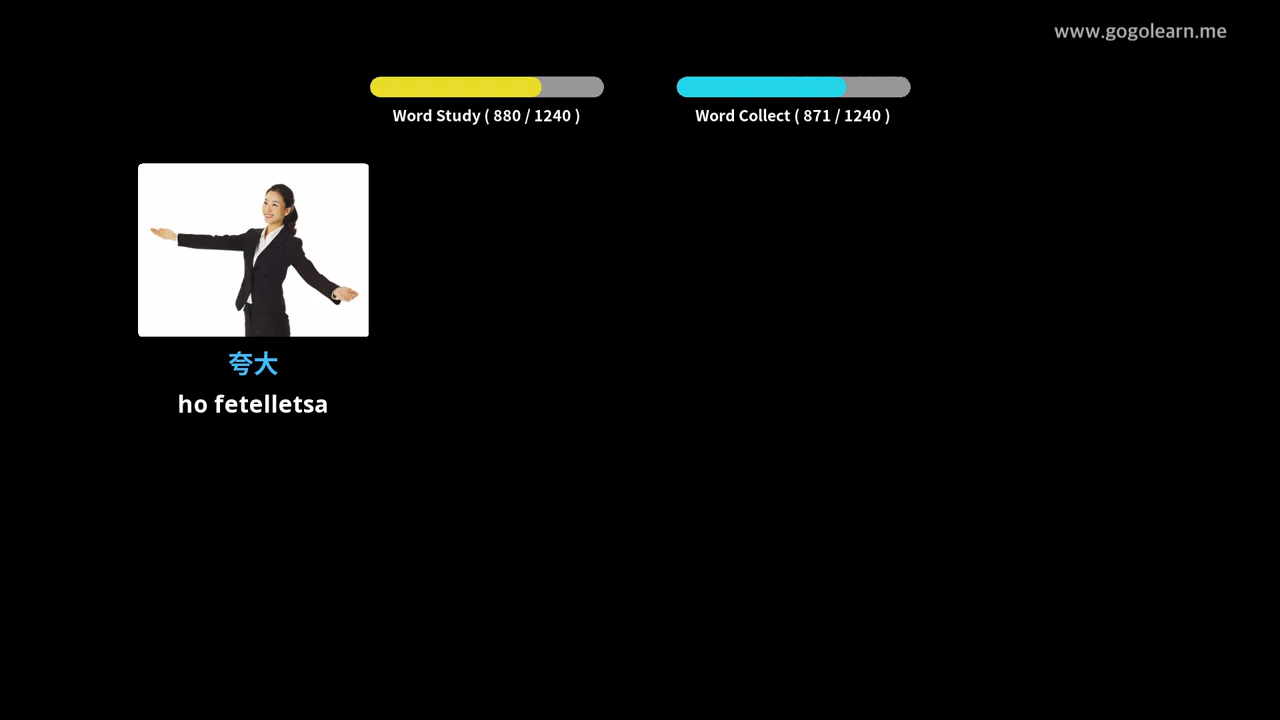 www.gogolearn.me
Word Study ( 880 / 1240 )
Word Collect ( 871 / 1240 )
夸大
ho fetelletsa